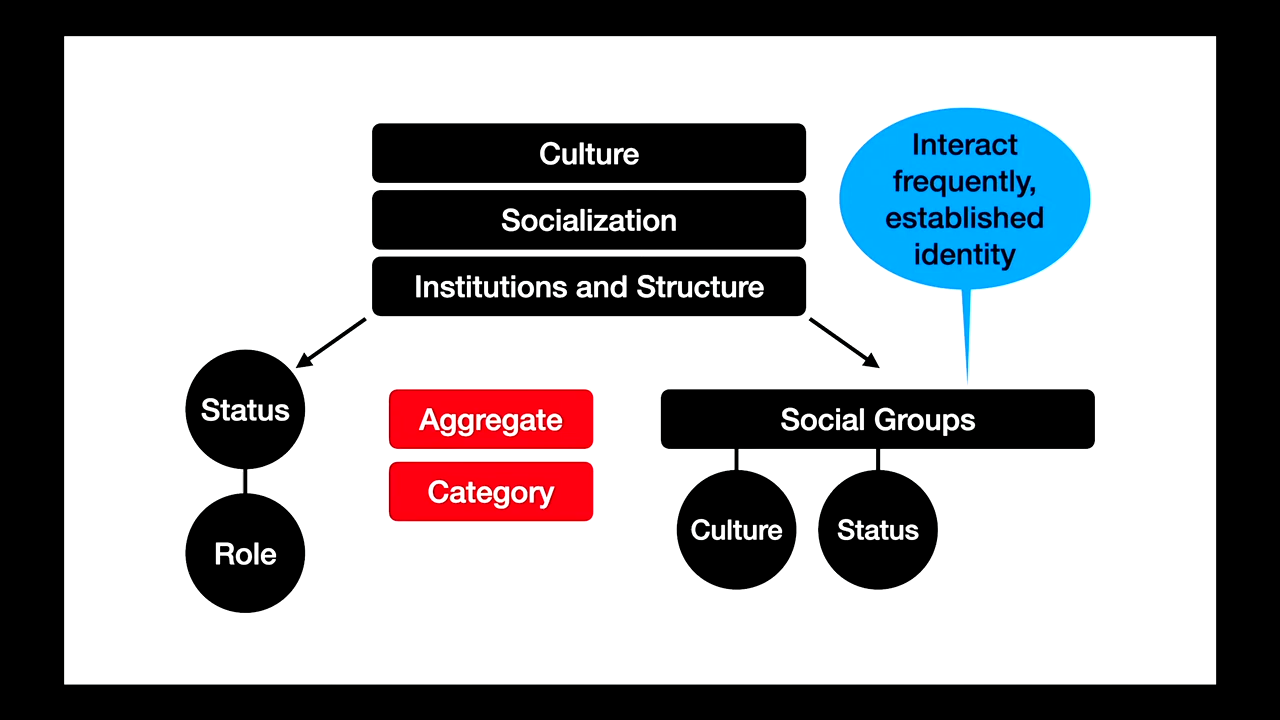 Culture
Socialization
Institutions and Structure
Interact
frequently,
established
identity
Status
Role
Aggregate
Category
Social Groups
Culture
Status